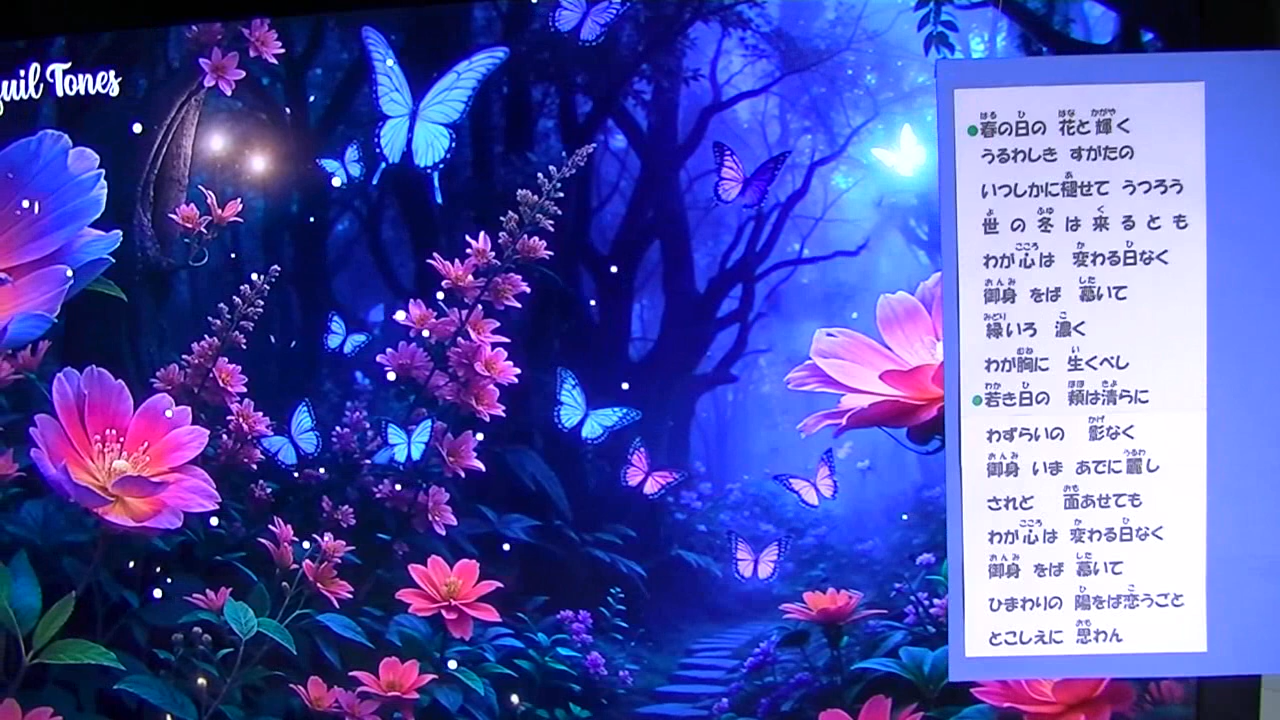 uil Tones
●春の日の 花と輝く
うるわしき すがたの
いつしかに褪せて うつろう
世の冬は来るとも
わが心は 変わる日なく
御身をば 慕いて
緑いろ 濃く
わが胸に 生くべし
●若き日の 頬は清らに
わずらいの 影なく
御身いま あでに麗し
されど 面あせても
わが心は 変わる日なく
御身をば 慕いて
ひまわりの 陽をば恋うごと
とこしえに 思わん